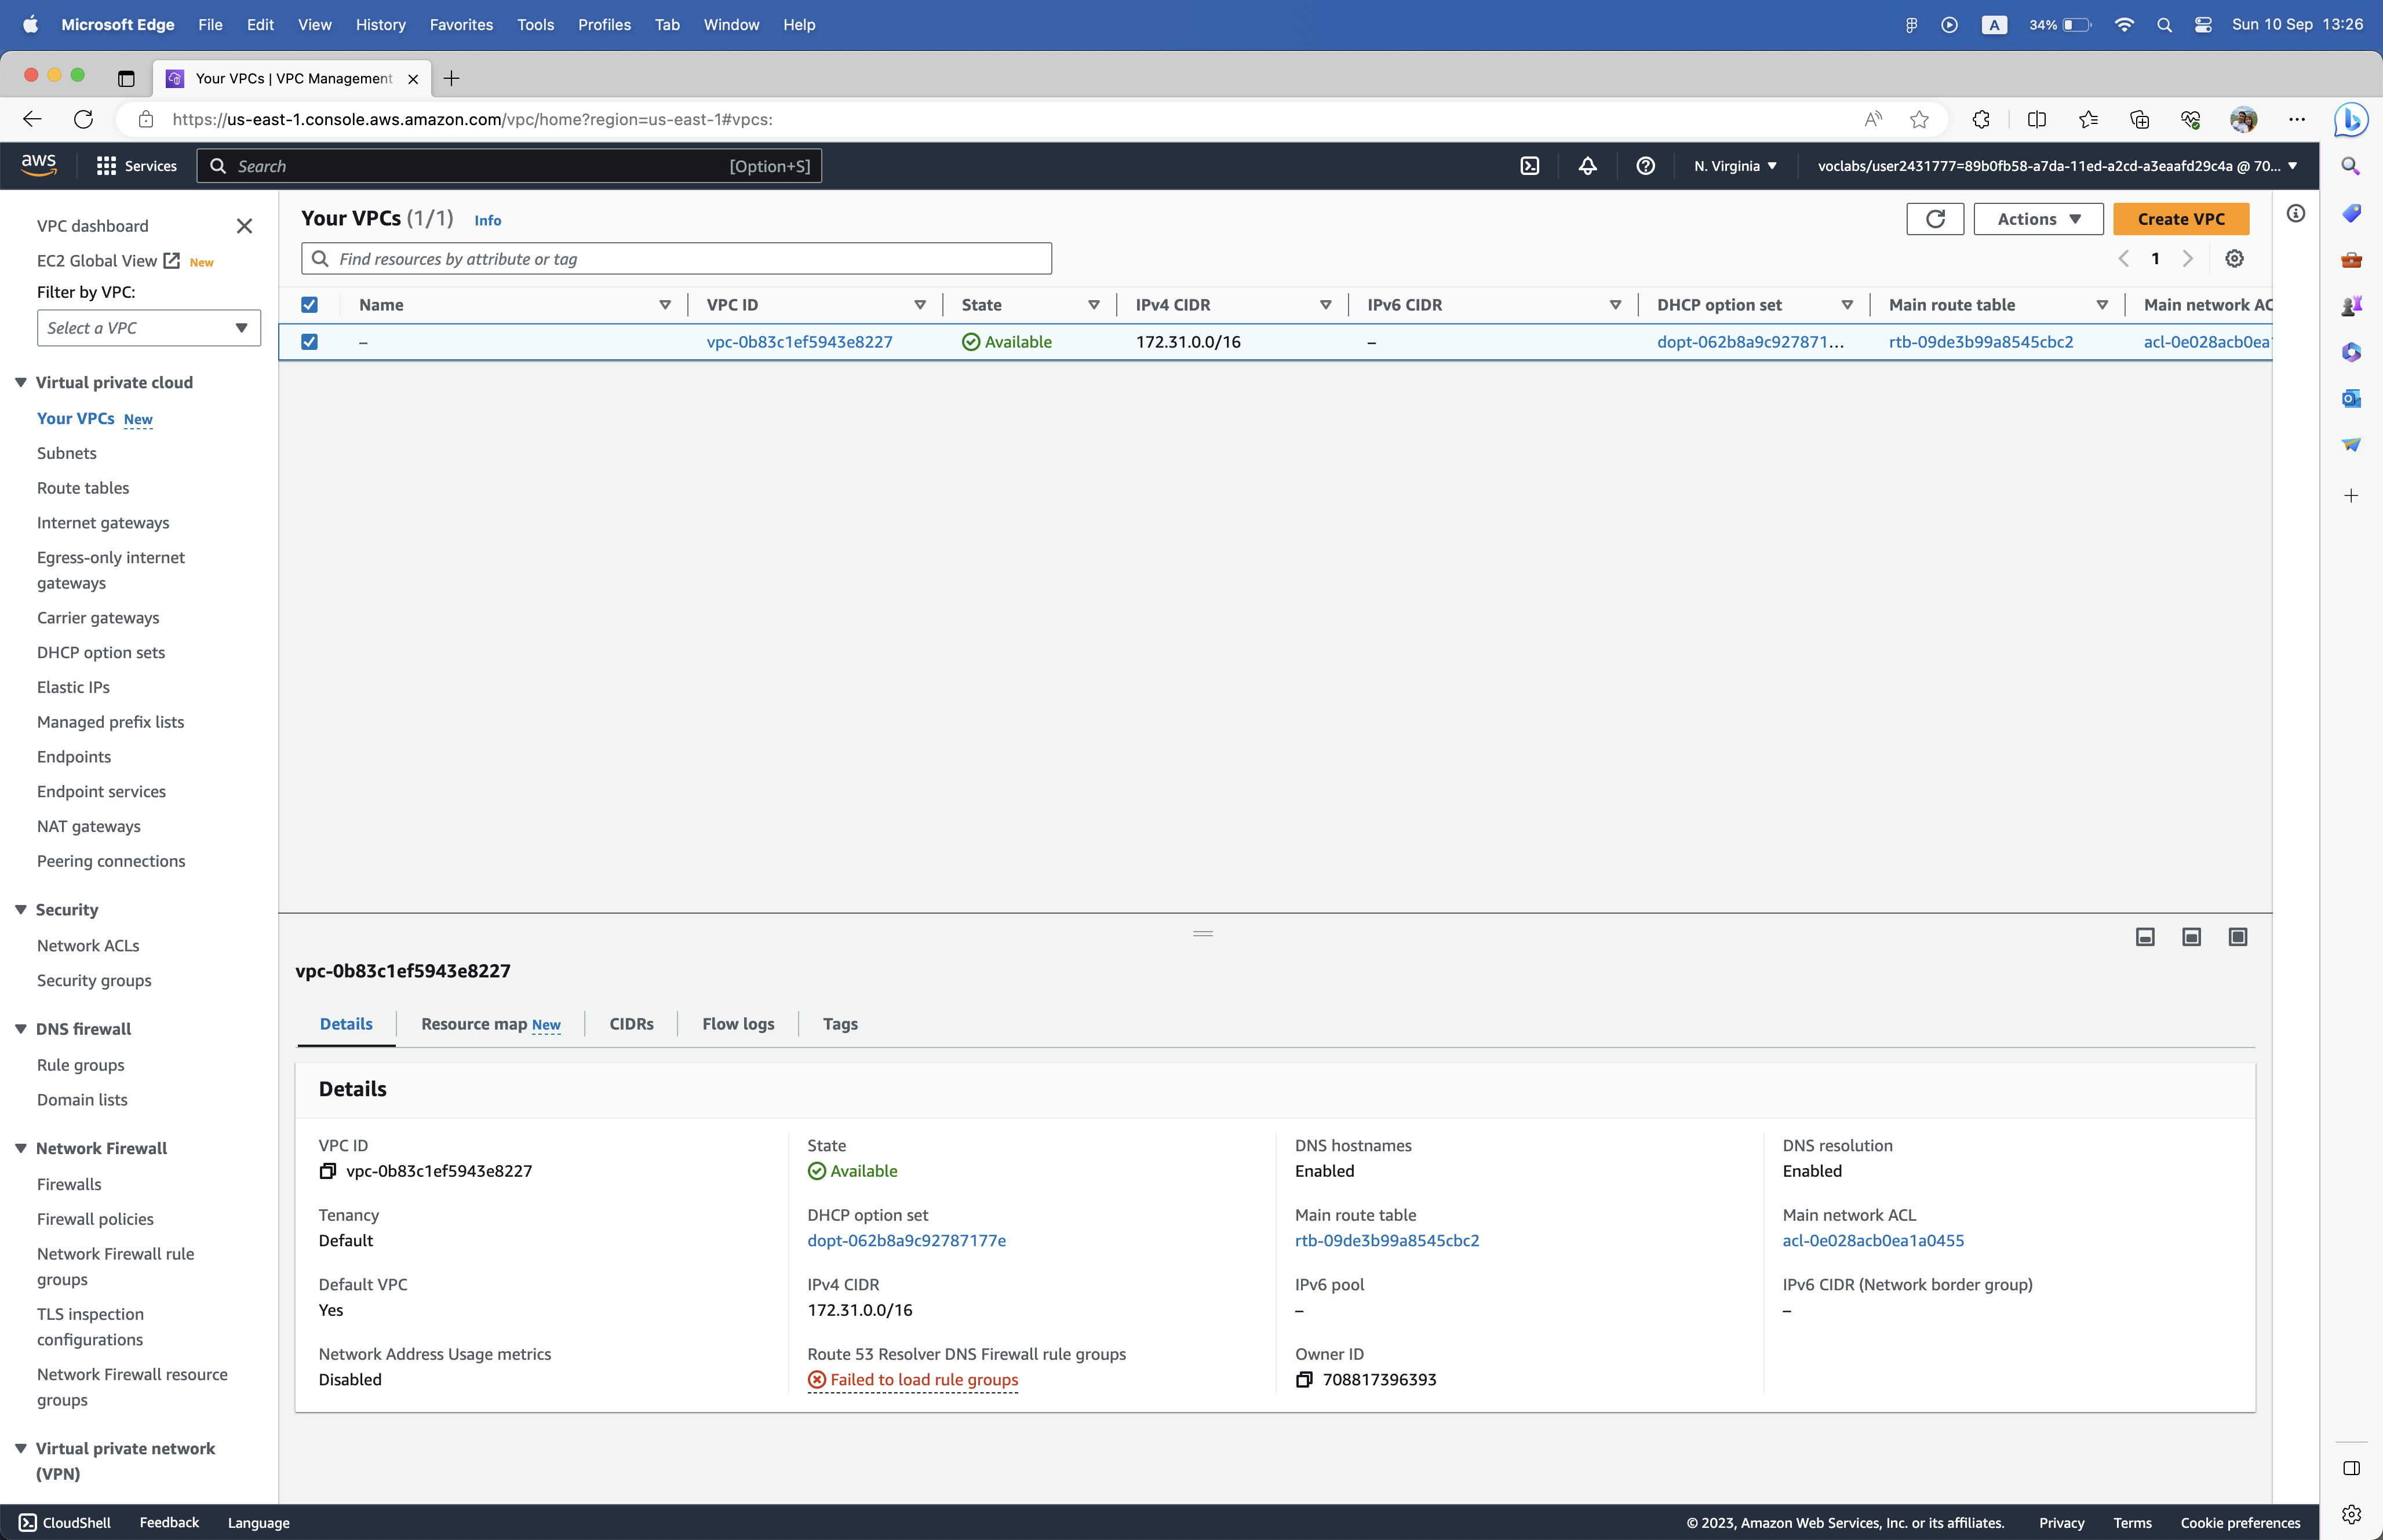 Microsoft Edge File Edit View History Favorites Tools Profiles Tab Window Help A 34% Sun 10 Sep 13:26
Your VPCs | VPC Management
https://us-east-1.console.aws.amazon.com/vpc/home?region=us-east-1#vpcs:
aws Services Search [Option+S] N. Virginia voclabs/user2431777=89b0fb58-a7da-11ed-a2cd-a3eaafd29c4a @ 70...
VPC dashboard
EC2 Global View New
Filter by VPC:
Select a VPC
Virtual private cloud
Your VPCs New
Subnets
Route tables
Internet gateways
Egress-only internet
gateways
Carrier gateways
DHCP option sets
Elastic IPs
Managed prefix lists
Endpoints
Endpoint services
NAT gateways
Peering connections
Security
Network ACLs
Security groups
DNS firewall
Rule groups
Domain lists
Network Firewall
Firewalls
Firewall policies
Network Firewall rule
groups
TLS inspection
configurations
Network Firewall resource
groups
Virtual private network
(VPN)
Your VPCs (1/1) Info
Actions Create VPC
Find resources by attribute or tag
1
Name VPC ID State IPv4 CIDR IPv6 CIDR DHCP option set Main route table Main network AC
– vpc-0b83c1ef5943e8227 Available 172.31.0.0/16 – dopt-062b8a9c927871... rtb-09de3b99a8545cbc2 acl-0e028acb0ea
vpc-0b83c1ef5943e8227
Details Resource map New CIDRs Flow logs Tags
Details
VPC ID
vpc-0b83c1ef5943e8227
State
Available
DNS hostnames
Enabled
DNS resolution
Enabled
Tenancy
Default
DHCP option set
dopt-062b8a9c92787177e
Main route table
rtb-09de3b99a8545cbc2
Main network ACL
acl-0e028acb0ea1a0455
Default VPC
Yes
IPv4 CIDR
172.31.0.0/16
IPv6 pool
–
IPv6 CIDR (Network border group)
–
Network Address Usage metrics
Disabled
Route 53 Resolver DNS Firewall rule groups
Failed to load rule groups
Owner ID
708817396393
CloudShell Feedback Language © 2023, Amazon Web Services, Inc. or its affiliates. Privacy Terms Cookie preferences